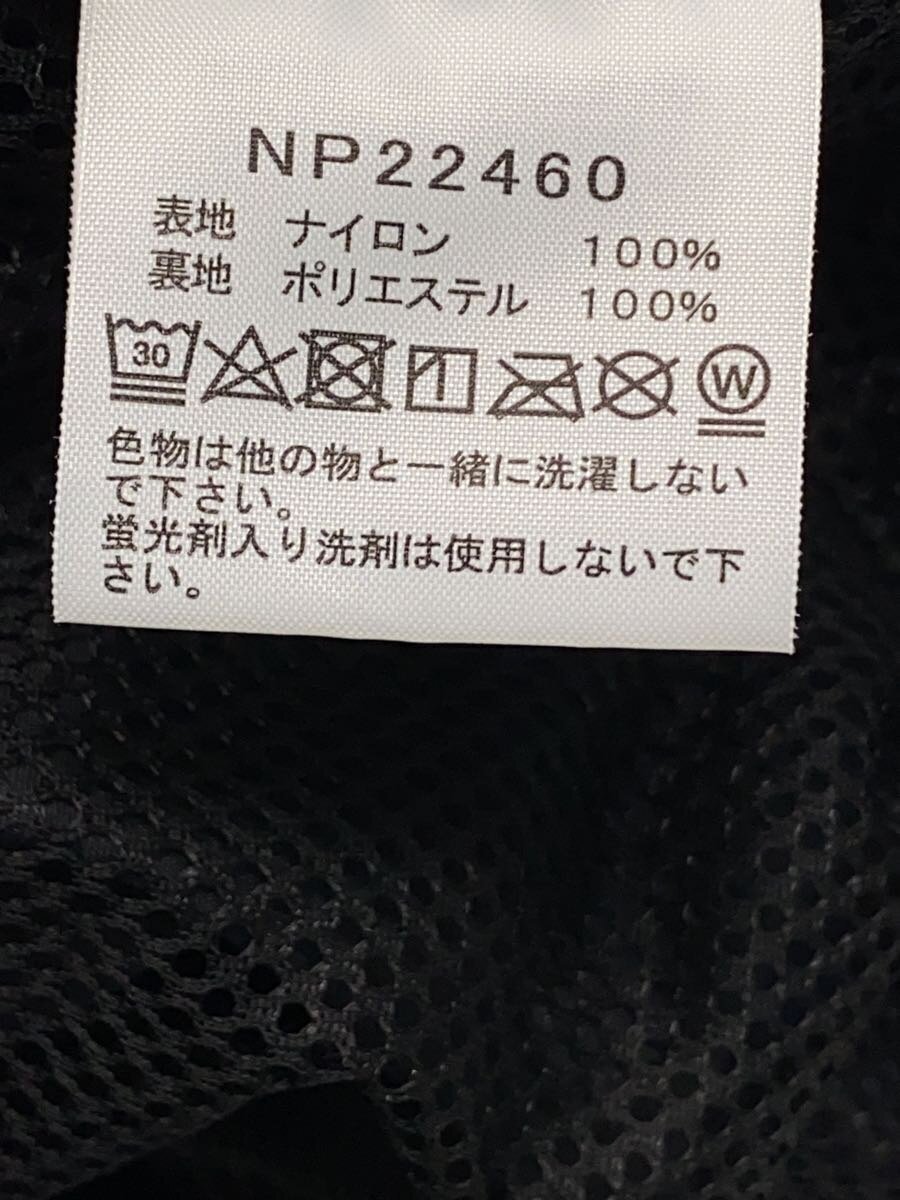 NP22460
表地 ナイロン 100%
裏地 ポリエステル 100%
30 W
色物は他の物と一緒に洗濯しない
で下さい。
蛍光剤入り洗剤は使用しないで下
さい。